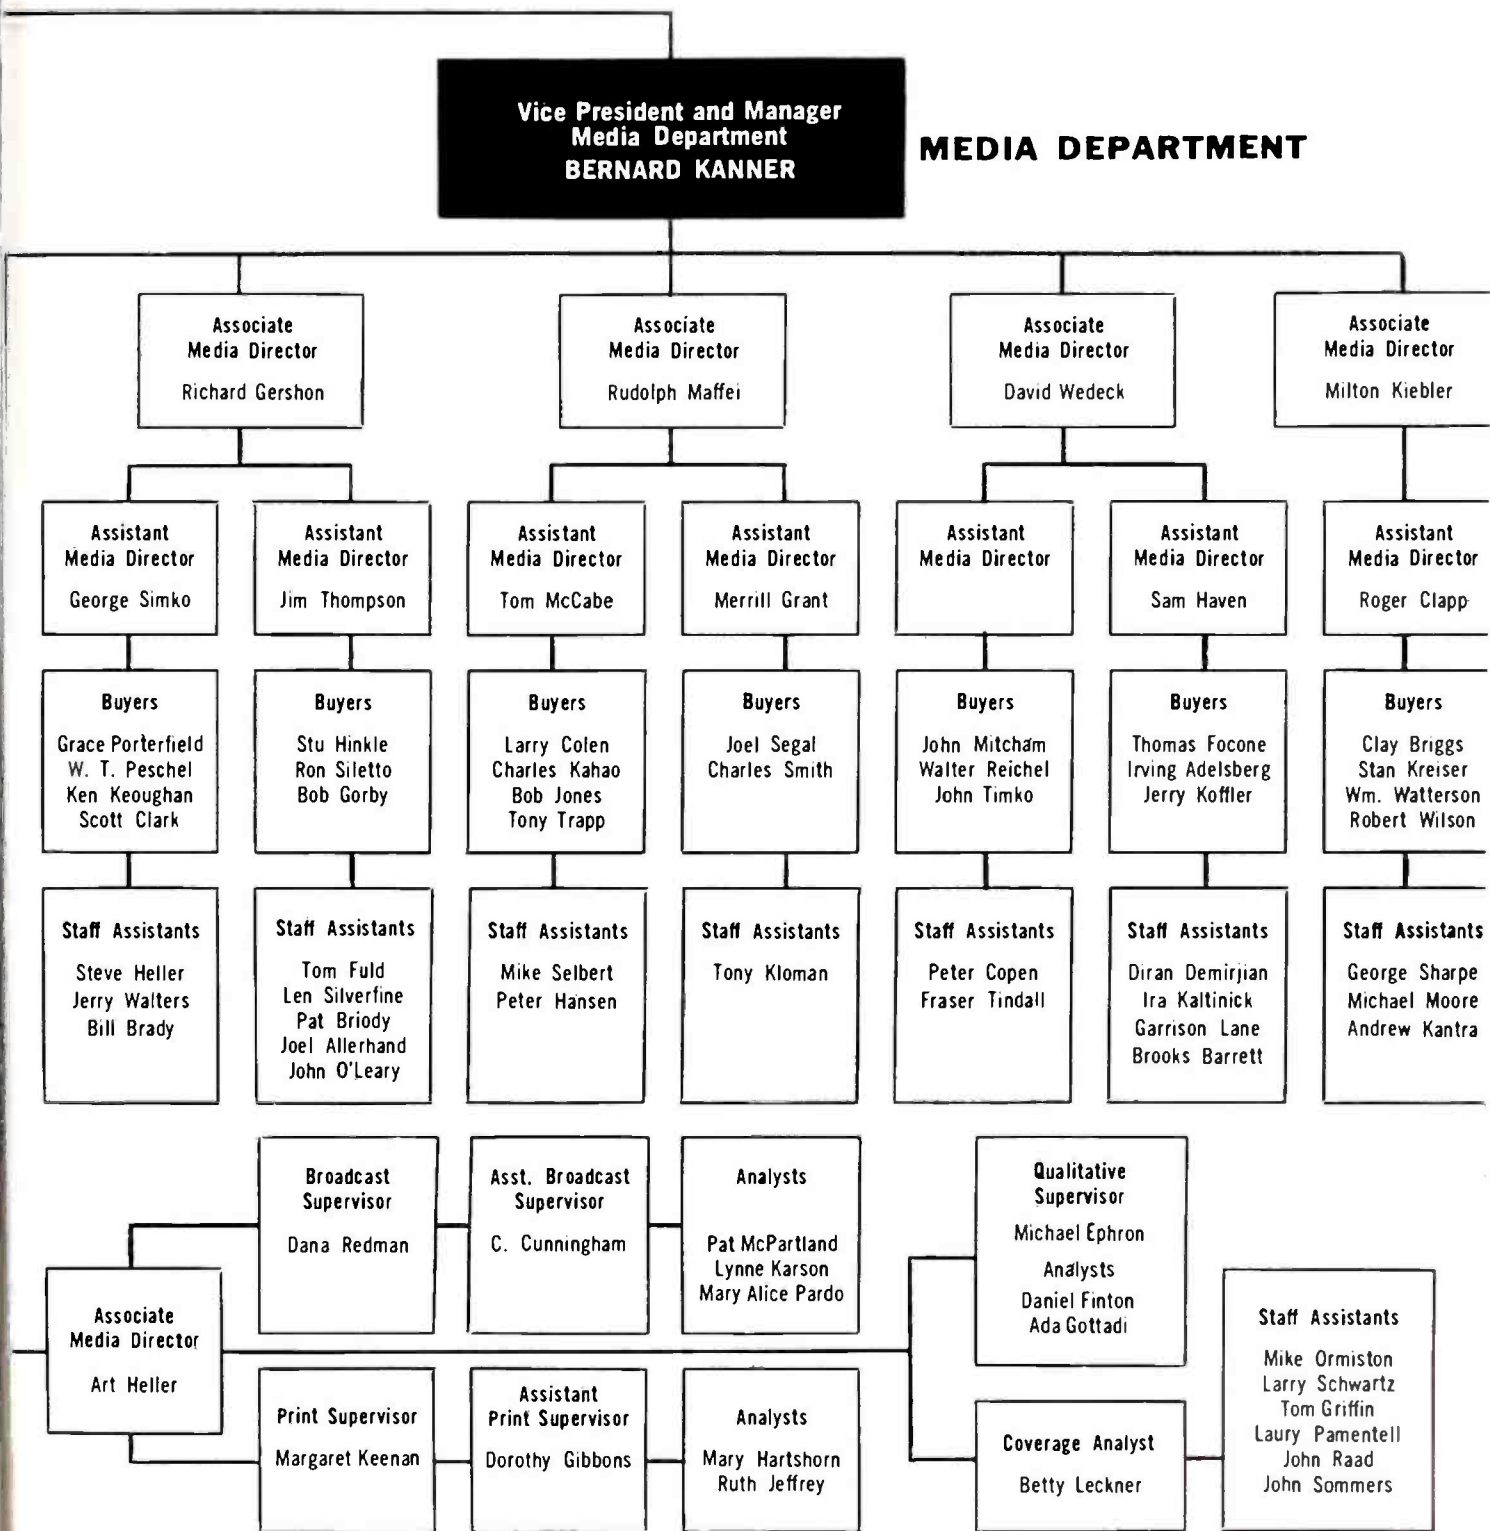 Vice President and Manager
Media Department
BERNARD KANNER
MEDIA DEPARTMENT
Associate
Media Director
Richard Gershon
Associate
Media Director
Rudolph Maffei
Associate
Media Director
David Wedeck
Associate
Media Director
Milton Kiebler
Assistant
Media Director
George Simko
Assistant
Media Director
Jim Thompson
Assistant
Media Director
Tom McCabe
Assistant
Media Director
Merrill Grant
Assistant
Media Director
Assistant
Media Director
Sam Haven
Assistant
Media Director
Roger Clapp
Buyers
Grace Porterfield
W. T. Peschel
Ken Keoughan
Scott Clark
Buyers
Stu Hinkle
Ron Siletto
Bob Gorby
Buyers
Larry Colen
Charles Kahao
Bob Jones
Tony Trapp
Buyers
Joel Segal
Charles Smith
Buyers
John Mitcham
Walter Reichel
John Timko
Buyers
Thomas Focone
Irving Adelsberg
Jerry Koffler
Buyers
Clay Briggs
Stan Kreiser
Wm. Watterson
Robert Wilson
Staff Assistants
Steve Heller
Jerry Walters
Bill Brady
Staff Assistants
Tom Fuld
Len Silverfine
Pat Briody
Joel Allerhand
John O'Leary
Staff Assistants
Mike Selbert
Peter Hansen
Staff Assistants
Tony Kloman
Staff Assistants
Peter Copen
Fraser Tindall
Staff Assistants
Diran Demirjian
Ira Kaltinick
Garrison Lane
Brooks Barrett
Staff Assistants
George Sharpe
Michael Moore
Andrew Kantra
Associate
Media Director
Art Heller
Broadcast
Supervisor
Dana Redman
Asst. Broadcast
Supervisor
C. Cunningham
Analysts
Pat McPartland
Lynne Karson
Mary Alice Pardo
Print Supervisor
Margaret Keenan
Assistant
Print Supervisor
Dorothy Gibbons
Analysts
Mary Hartshorn
Ruth Jeffrey
Qualitative
Supervisor
Michael Ephron
Analysts
Daniel Finton
Ada Gottadi
Coverage Analyst
Betty Leckner
Staff Assistants
Mike Ormiston
Larry Schwartz
Tom Griffin
Laury Pamentell
John Raad
John Sommers